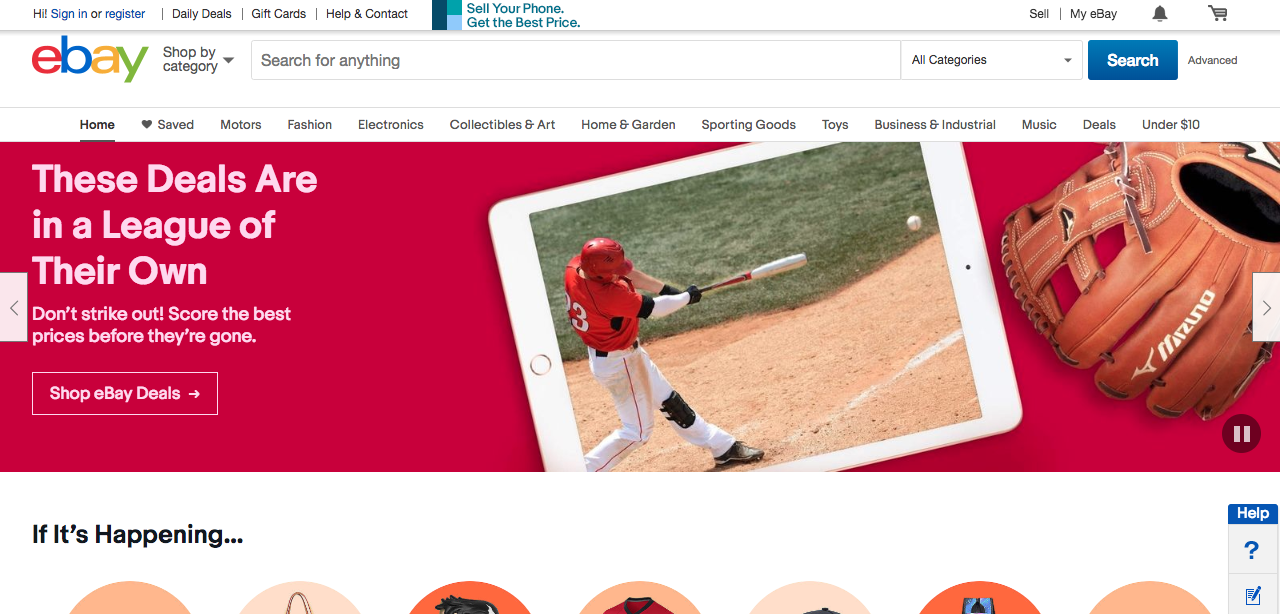 Hi! Sign in or register | Daily Deals | Gift Cards | Help & Contact
Sell Your Phone.
Get the Best Price.
Sell | My eBay
ebay
Shop by
category
Search for anything
All Categories
Search
Advanced
Home
Saved
Motors
Fashion
Electronics
Collectibles & Art
Home & Garden
Sporting Goods
Toys
Business & Industrial
Music
Deals
Under $10
These Deals Are
in a League of
Their Own
Don’t strike out! Score the best
prices before they’re gone.
Shop eBay Deals →
23
MIZUNO
If It’s Happening...
Help
?